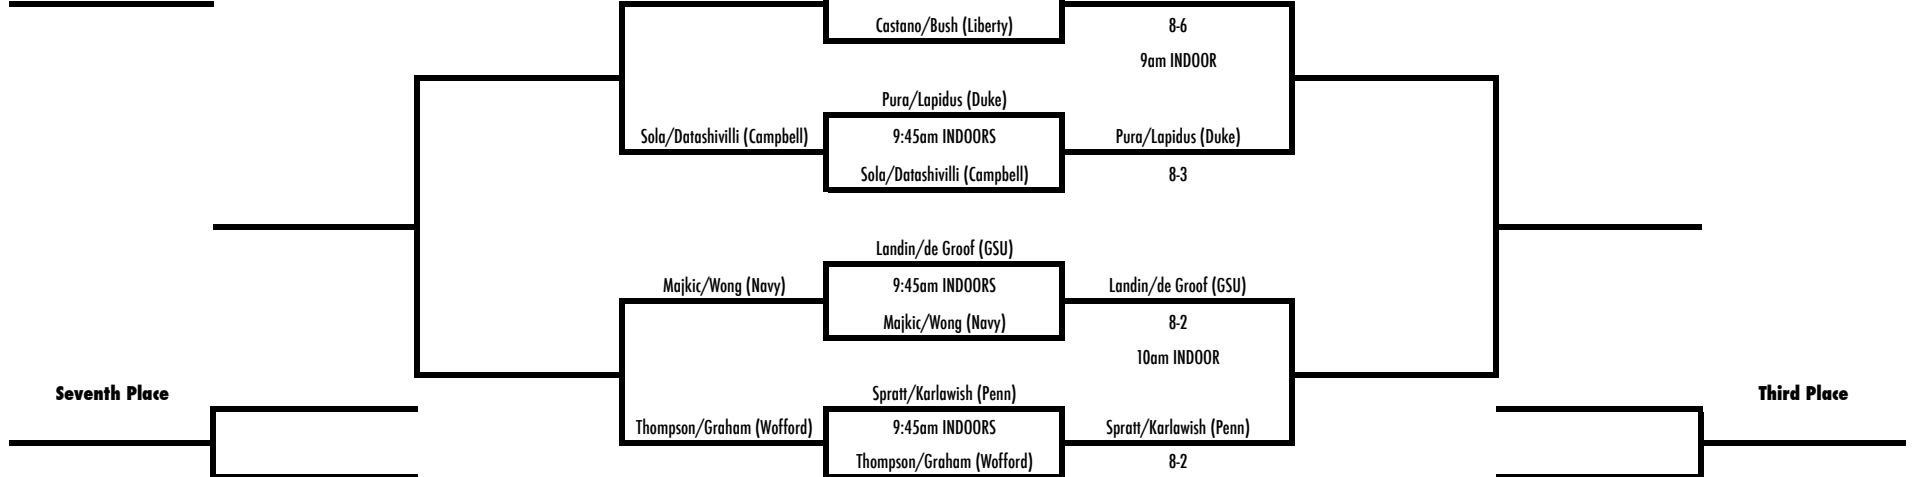 Castano/Bush (Liberty)
8-6
9am INDOOR
Pura/Lapidus (Duke)
Sola/Datashivilli (Campbell)
9:45am INDOORS
Pura/Lapidus (Duke)
Sola/Datashivilli (Campbell)
8-3
Landin/de Groof (GSU)
Majkic/Wong (Navy)
9:45am INDOORS
Landin/de Groof (GSU)
Majkic/Wong (Navy)
8-2
10am INDOOR
Seventh Place
Spratt/Karlawish (Penn)
Third Place
Thompson/Graham (Wofford)
9:45am INDOORS
Spratt/Karlawish (Penn)
Thompson/Graham (Wofford)
8-2